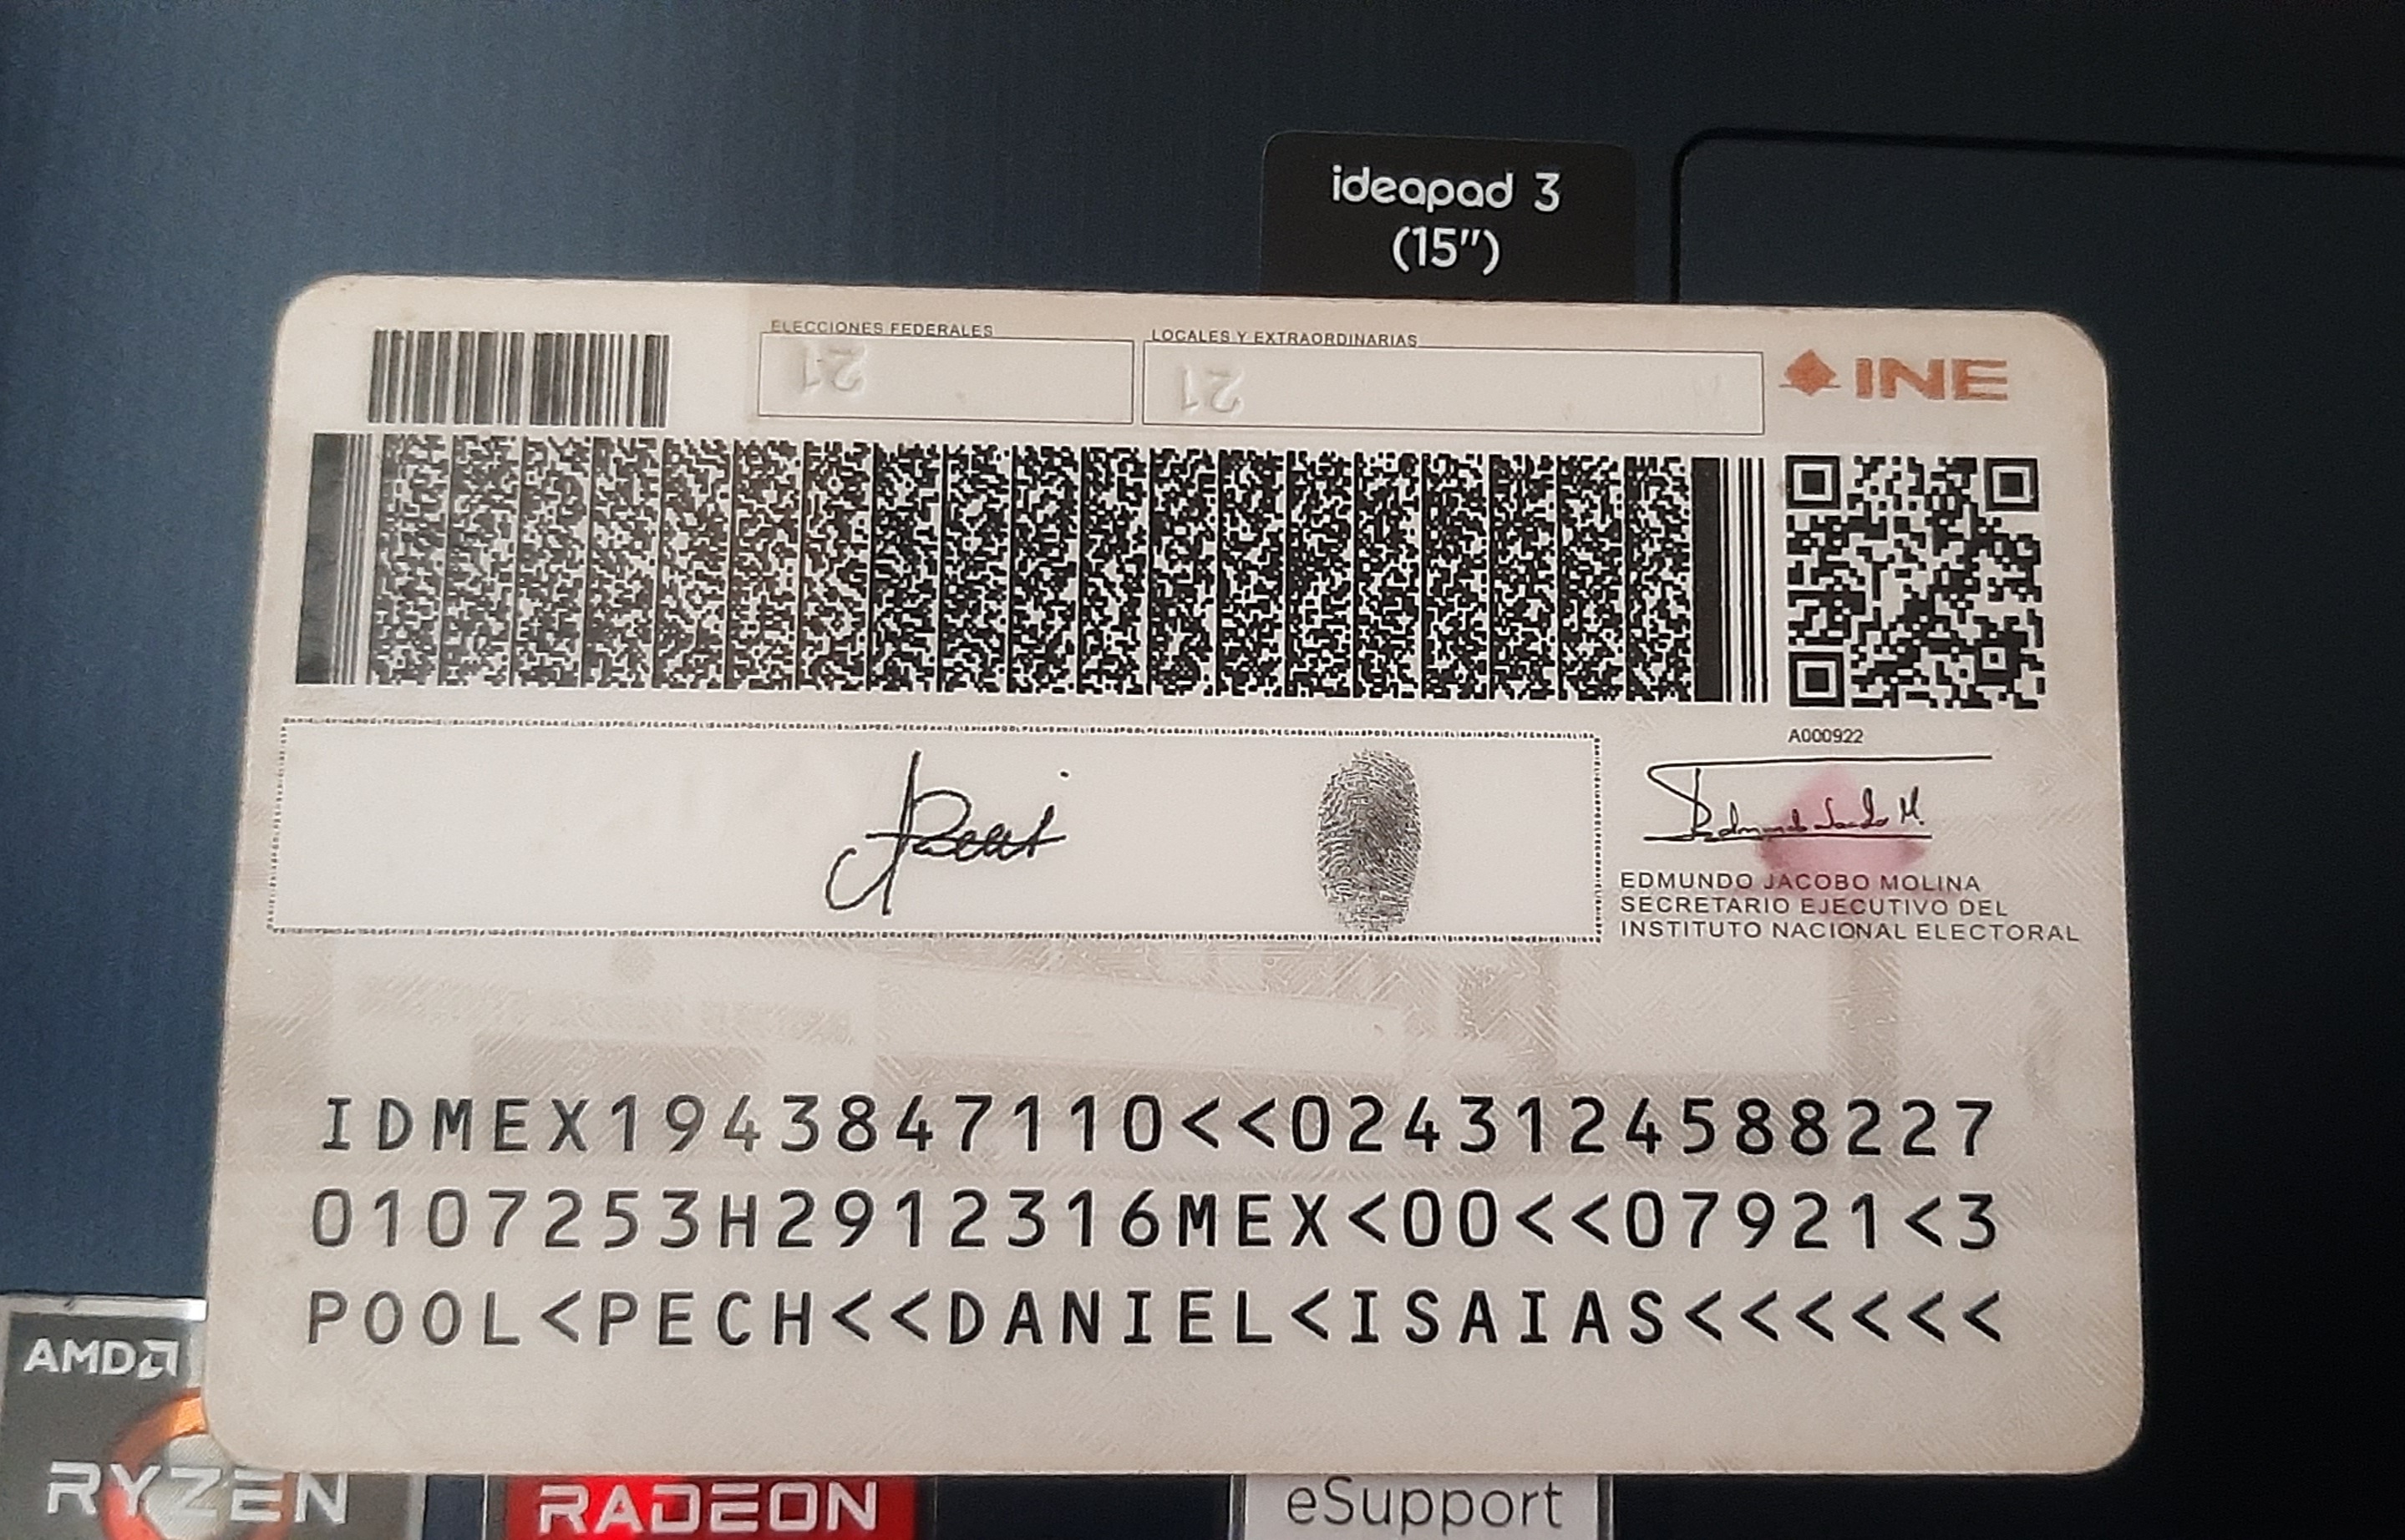 ideapad 3
(15")
ELECCIONES FEDERALES
LOCALES Y EXTRAORDINARIAS
21
21
INE
A000922
EDMUNDO JACOBO MOLINA
SECRETARIO EJECUTIVO DEL
INSTITUTO NACIONAL ELECTORAL
IDMEX1943847110<<0243124588227
0107253H2912316MEX<00<<07921<3
POOL<PECH<<DANIEL<ISAIAS<<<<<<
AMD
RYZEN
RADEON
eSupport